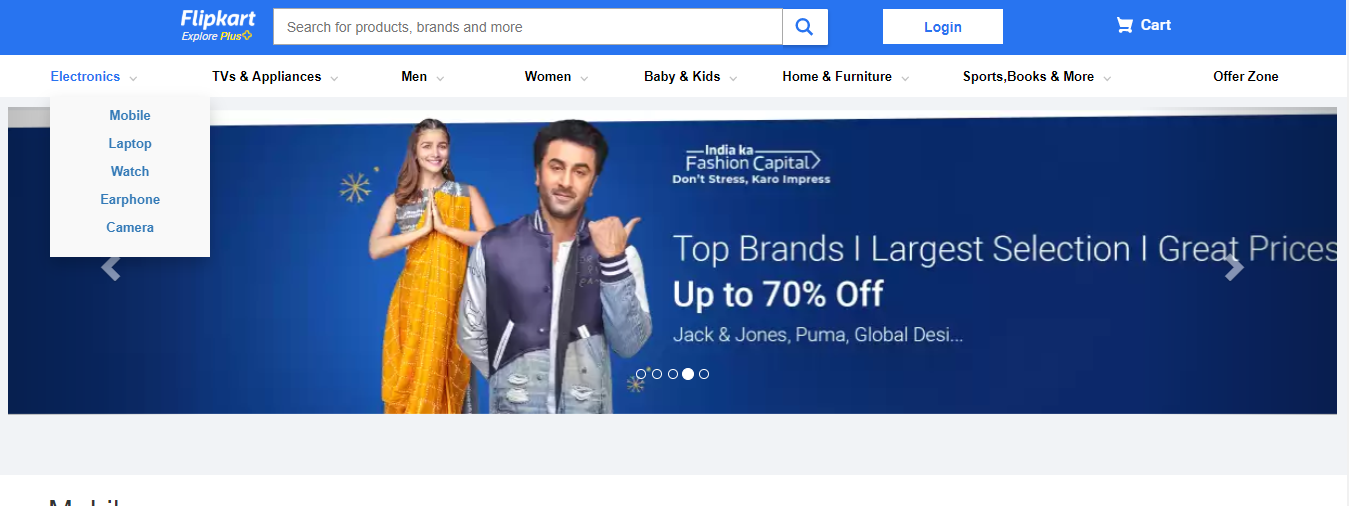 Flipkart
Explore Plus
Search for products, brands and more
Login
Cart
Electronics
TVs & Appliances
Men
Women
Baby & Kids
Home & Furniture
Sports,Books & More
Offer Zone
Mobile
Laptop
Watch
Earphone
Camera
India ka
Fashion Capital
Don't Stress, Karo Impress
Top Brands I Largest Selection I Great Prices
Up to 70% Off
Jack & Jones, Puma, Global Desi...